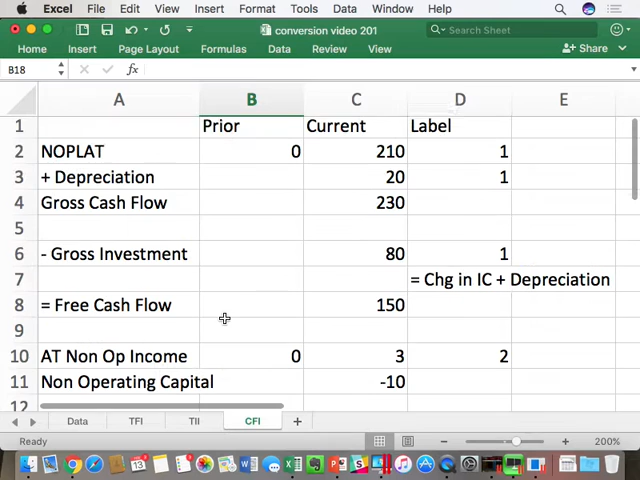 Excel File Edit View Insert Format Tools Data Window Help
conversion video 201
Search Workbook
Home Insert Page Layout Formulas Data Review View Share
B18 fx
A B C D E
1 Prior Current Label
2 NOPLAT 0 210 1
3 + Depreciation 20 1
4 Gross Cash Flow 230
5
6 - Gross Investment 80 1
7 = Chg in IC + Depreciation
8 = Free Cash Flow 150
9
10 AT Non Op Income 0 3 2
11 Non Operating Capital -10
12
Data TFI TII CFI
Ready 200%